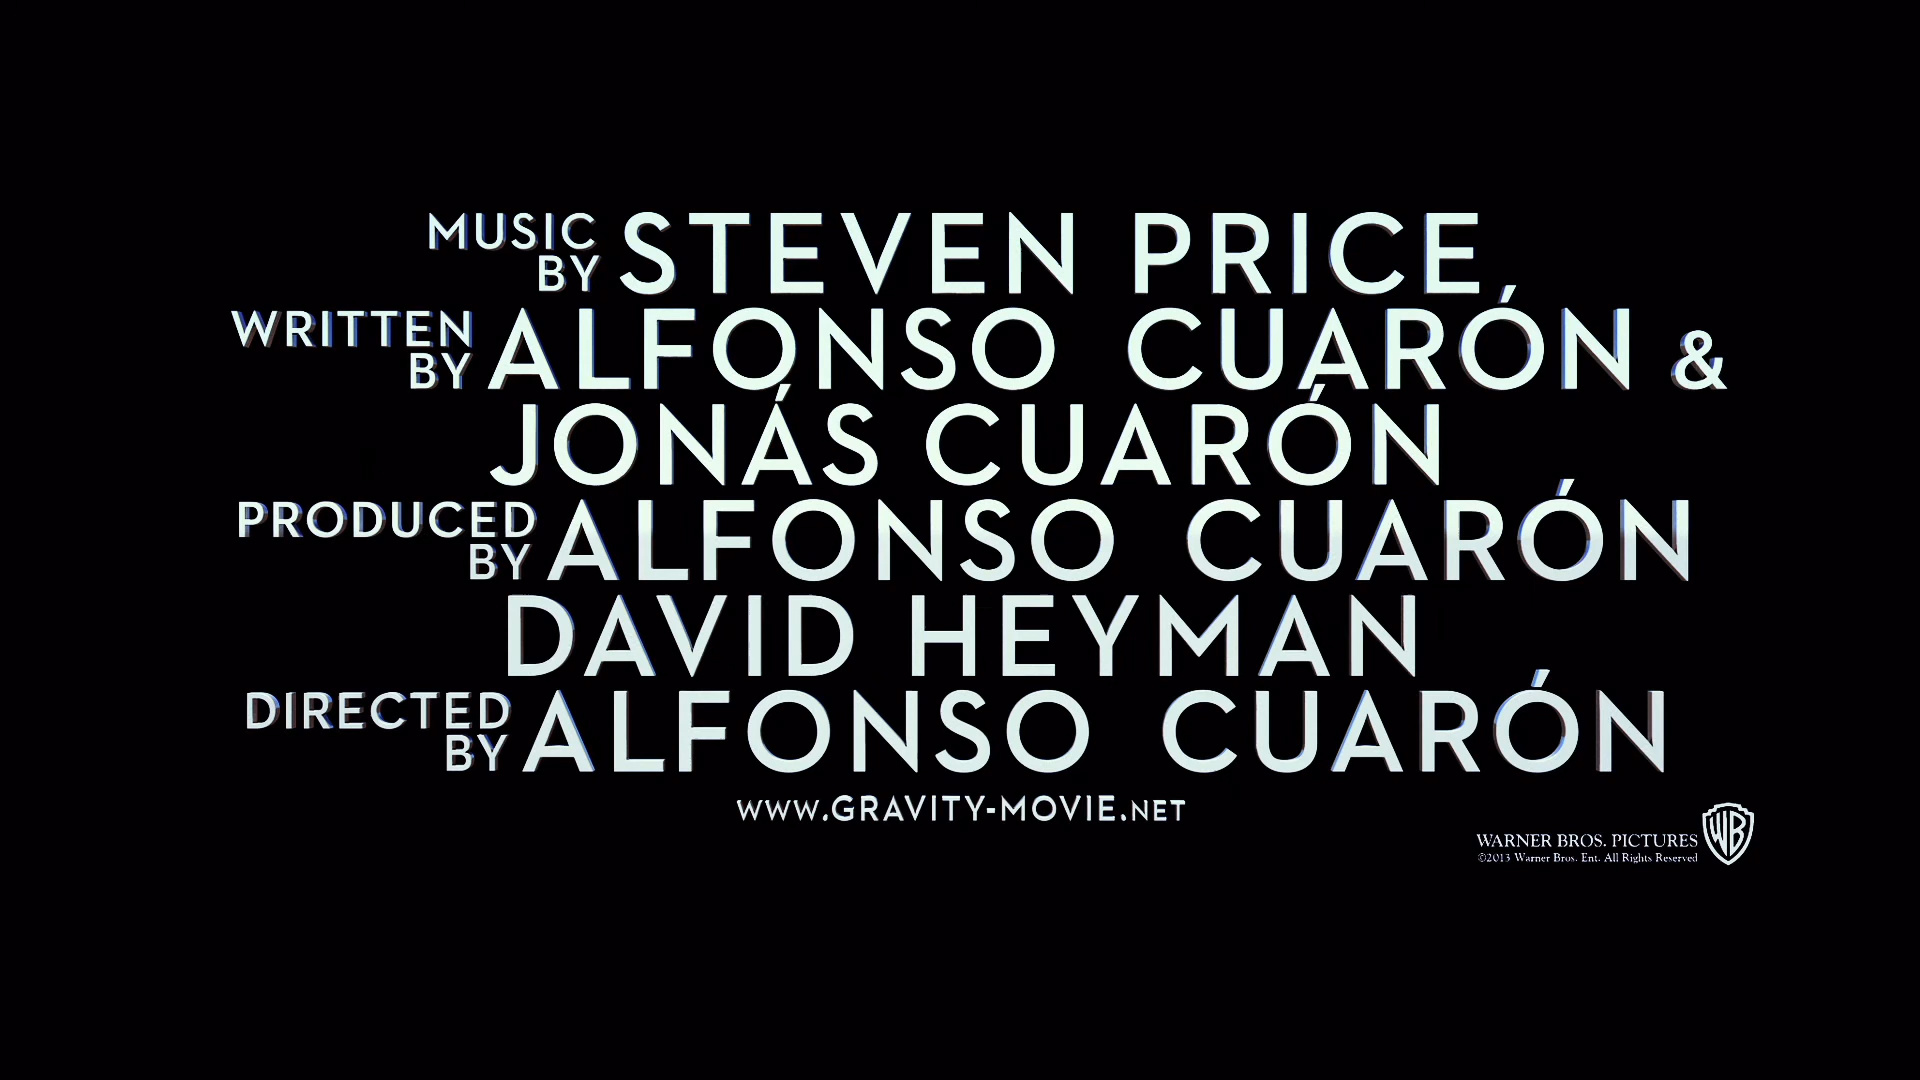 MUSIC BY STEVEN PRICE
WRITTEN BY ALFONSO CUARÓN &
JONÁS CUARÓN
PRODUCED BY ALFONSO CUARÓN
DAVID HEYMAN
DIRECTED BY ALFONSO CUARÓN
WWW.GRAVITY-MOVIE.NET
WARNER BROS. PICTURES WB
©2013 Warner Bros. Ent. All Rights Reserved